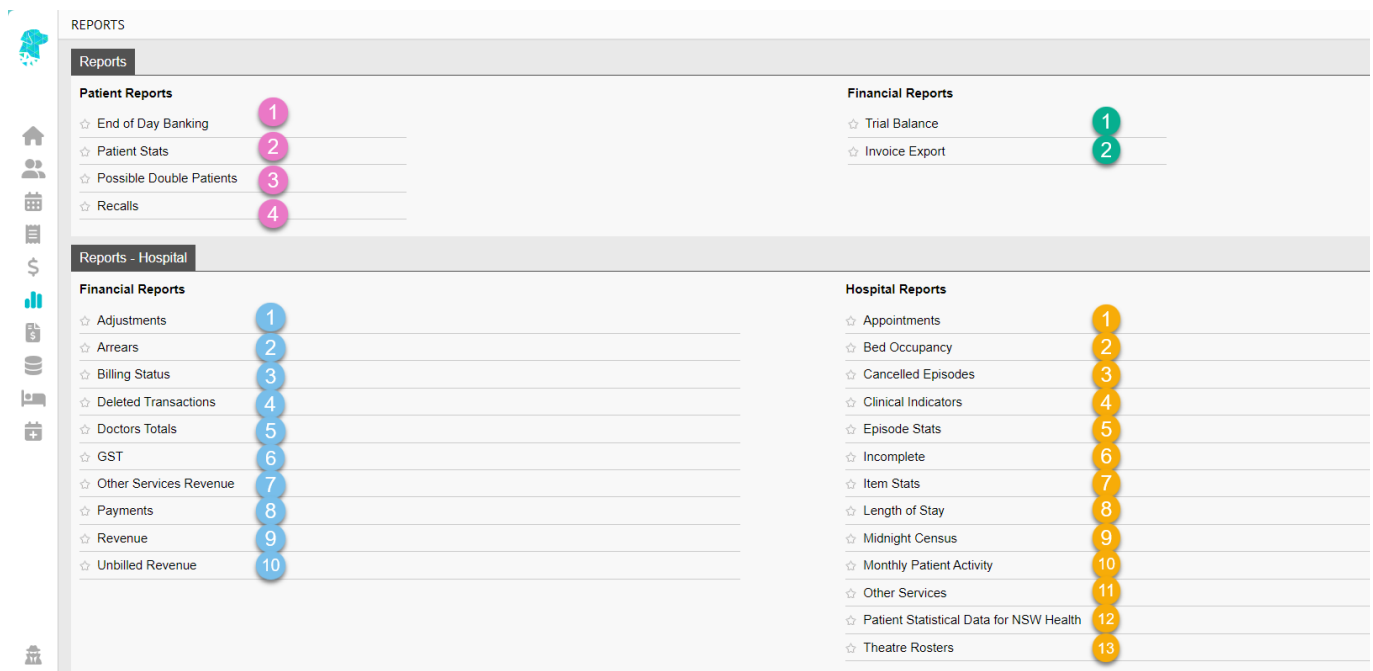 REPORTS
Reports
Patient Reports
End of Day Banking 1
Patient Stats 2
Possible Double Patients 3
Recalls 4
Financial Reports
Trial Balance 1
Invoice Export 2
Reports - Hospital
Financial Reports
Adjustments 1
Arrears 2
Billing Status 3
Deleted Transactions 4
Doctors Totals 5
GST 6
Other Services Revenue 7
Payments 8
Revenue 9
Unbilled Revenue 10
Hospital Reports
Appointments 1
Bed Occupancy 2
Cancelled Episodes 3
Clinical Indicators 4
Episode Stats 5
Incomplete 6
Item Stats 7
Length of Stay 8
Midnight Census 9
Monthly Patient Activity 10
Other Services 11
Patient Statistical Data for NSW Health 12
Theatre Rosters 13